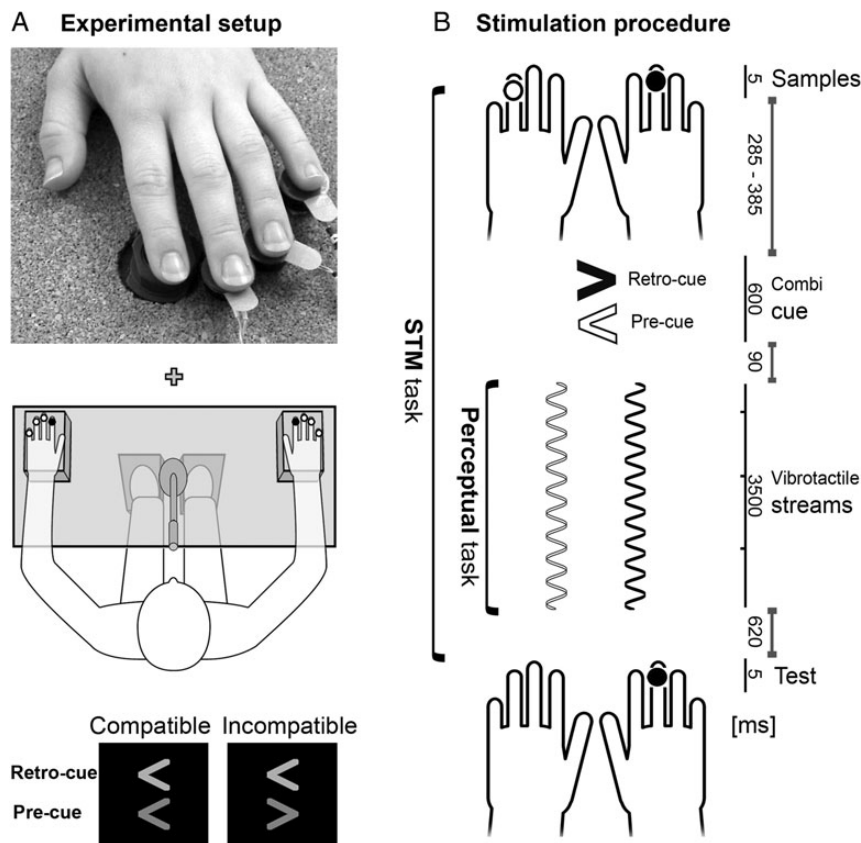 A Experimental setup
Compatible Incompatible
Retro-cue
Pre-cue
B Stimulation procedure
5 Samples
285 - 385
Retro-cue
Pre-cue
600
Combi
cue
90
STM task
Perceptual task
3500
Vibrotactile
streams
620
5 Test
[ms]